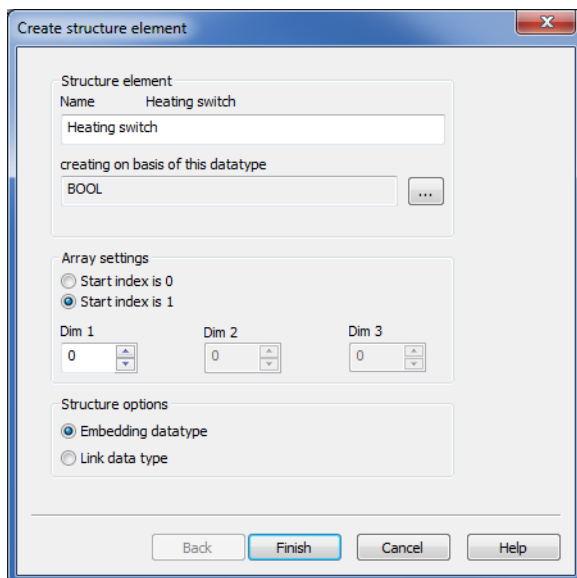 Create structure element
Structure element
Name Heating switch
Heating switch
creating on basis of this datatype
BOOL
...
Array settings
Start index is 0
Start index is 1
Dim 1 Dim 2 Dim 3
0 0 0
Structure options
Embedding datatype
Link data type
Back Finish Cancel Help